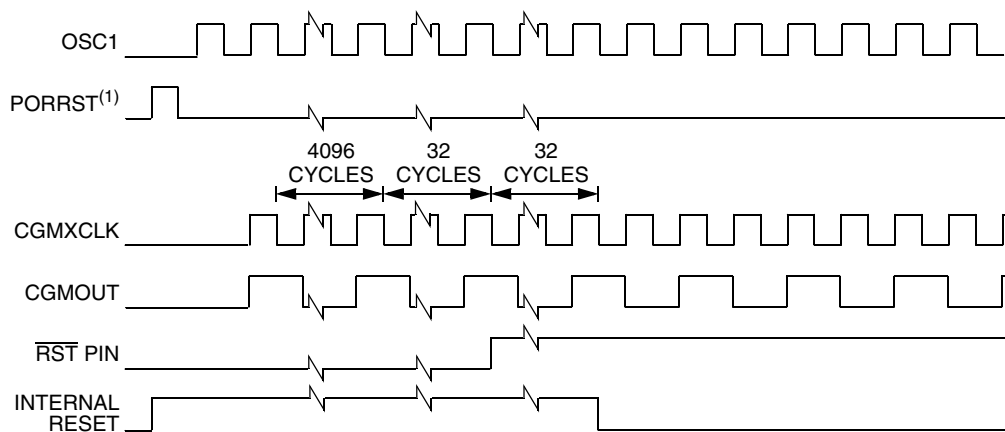 OSC1
PORRST(1)
4096 CYCLES
32 CYCLES
32 CYCLES
CGMXCLK
CGMOUT
RST PIN
INTERNAL RESET